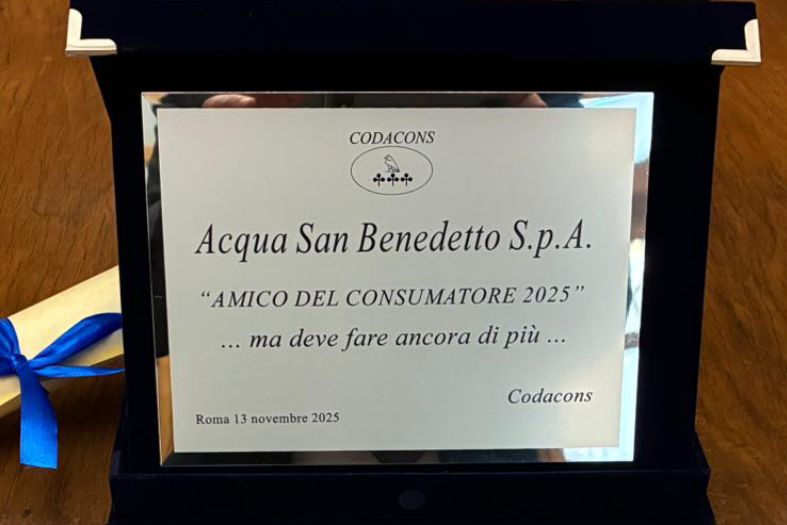 CODACONS
Acqua San Benedetto S.p.A.
“AMICO DEL CONSUMATORE 2025”
... ma deve fare ancora di più ...
Codacons
Roma 13 novembre 2025